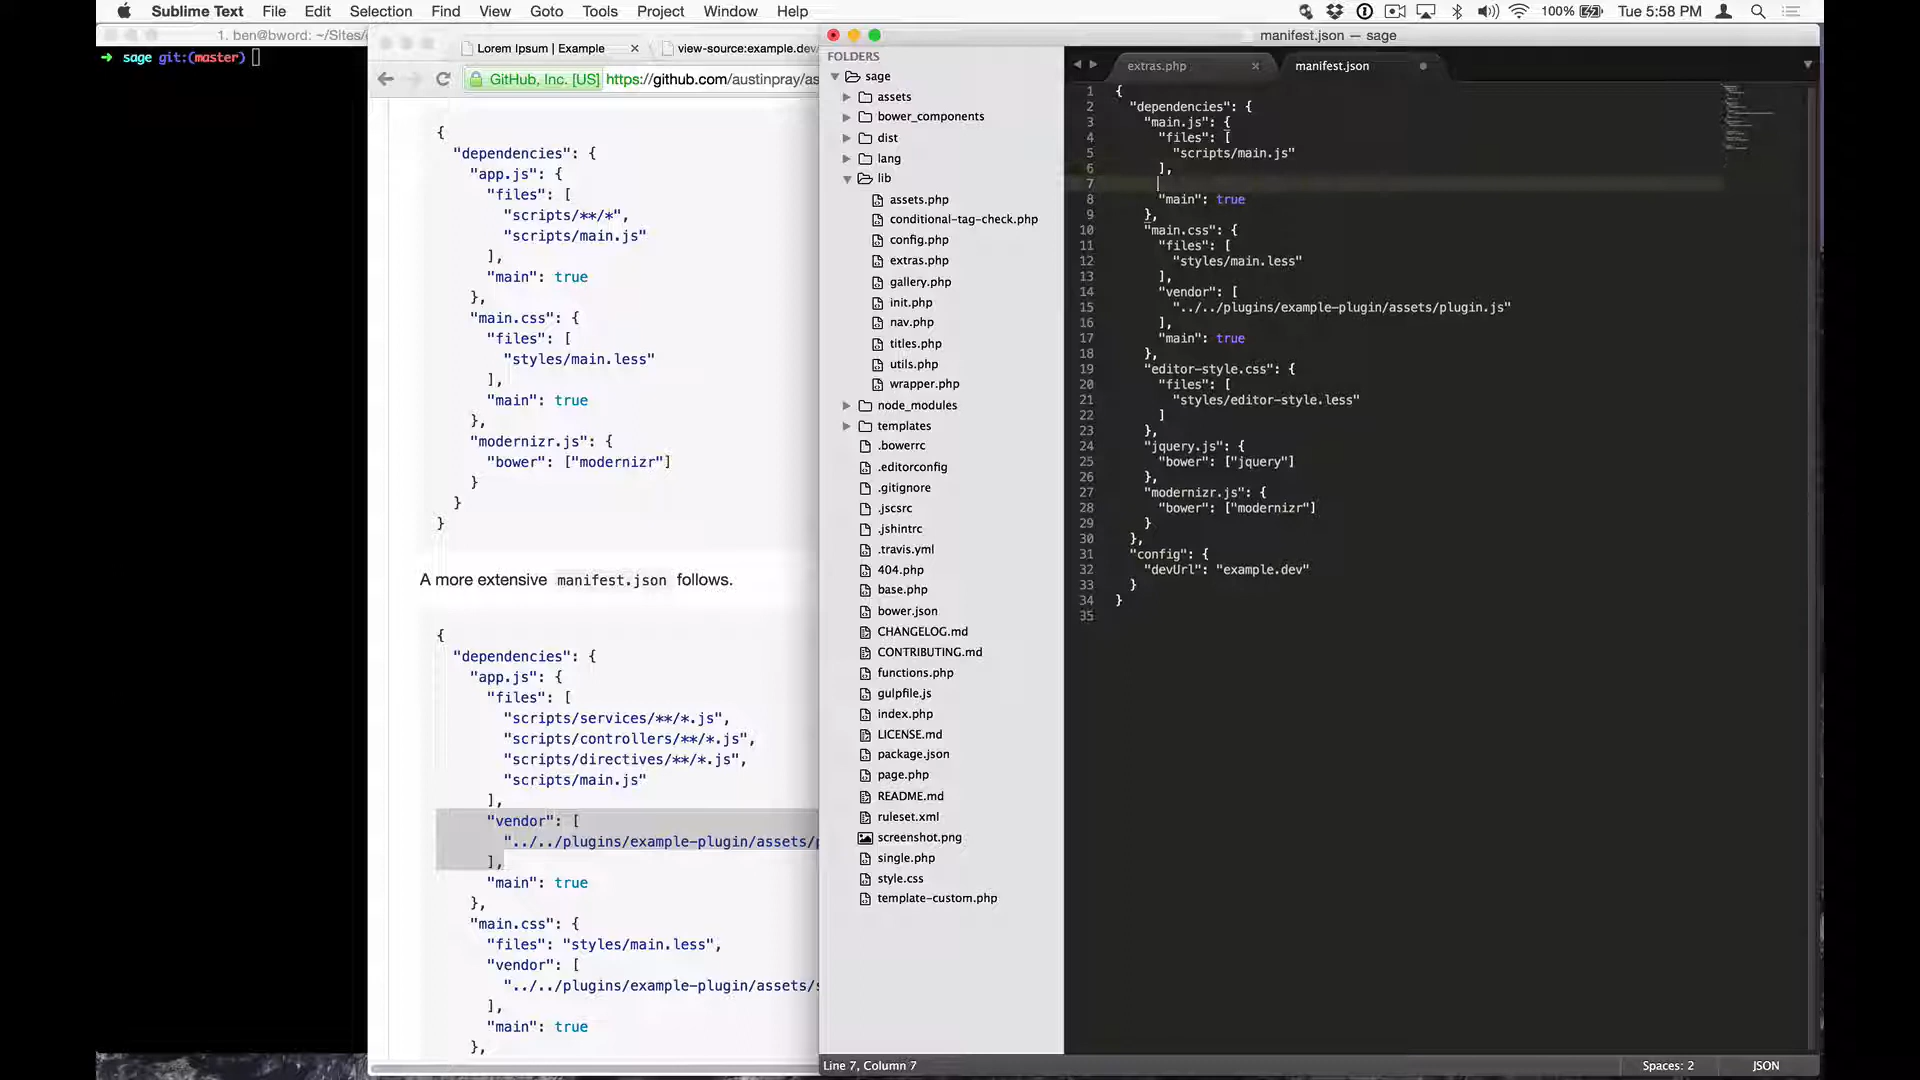 Sublime Text File Edit Selection Find View Goto Tools Project Window Help 100% Tue 5:58 PM
1. ben@bword: ~/Sites/
➜ sage git:(master)
Lorem Ipsum | Example × view-source:example.dev/
GitHub, Inc. [US] https://github.com/austinpray/as
{
"dependencies": {
"app.js": {
"files": [
"scripts/**/*",
"scripts/main.js"
],
"main": true
},
"main.css": {
"files": [
"styles/main.less"
],
"main": true
},
"modernizr.js": {
"bower": ["modernizr"]
}
}
}
A more extensive manifest.json follows.
{
"dependencies": {
"app.js": {
"files": [
"scripts/services/**/*.js",
"scripts/controllers/**/*.js",
"scripts/directives/**/*.js",
"scripts/main.js"
],
"vendor": [
"../../plugins/example-plugin/assets/p
],
"main": true
},
"main.css": {
"files": "styles/main.less",
"vendor": [
"../../plugins/example-plugin/assets/s
],
"main": true
},
manifest.json — sage
FOLDERS
sage
assets
bower_components
dist
lang
lib
assets.php
conditional-tag-check.php
config.php
extras.php
gallery.php
init.php
nav.php
titles.php
utils.php
wrapper.php
node_modules
templates
.bowerrc
.editorconfig
.gitignore
.jscsrc
.jshintrc
.travis.yml
404.php
base.php
bower.json
CHANGELOG.md
CONTRIBUTING.md
functions.php
gulpfile.js
index.php
LICENSE.md
package.json
page.php
README.md
ruleset.xml
screenshot.png
single.php
style.css
template-custom.php
extras.php × manifest.json
1 {
2 "dependencies": {
3 "main.js": {
4 "files": [
5 "scripts/main.js"
6 ],
7
8 "main": true
9 },
10 "main.css": {
11 "files": [
12 "styles/main.less"
13 ],
14 "vendor": [
15 "../../plugins/example-plugin/assets/plugin.js"
16 ],
17 "main": true
18 },
19 "editor-style.css": {
20 "files": [
21 "styles/editor-style.less"
22 ]
23 },
24 "jquery.js": {
25 "bower": ["jquery"]
26 },
27 "modernizr.js": {
28 "bower": ["modernizr"]
29 }
30 },
31 "config": {
32 "devUrl": "example.dev"
33 }
34 }
35
Line 7, Column 7 Spaces: 2 JSON